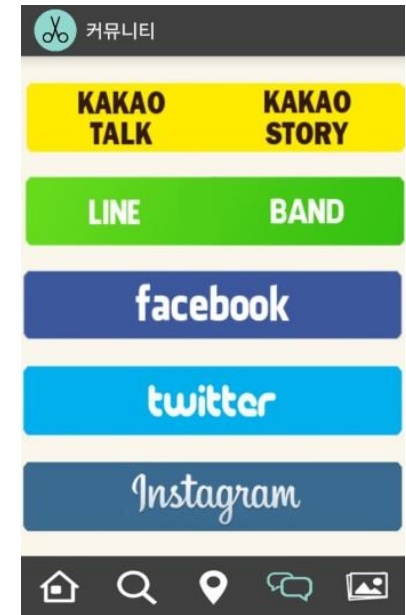 커뮤니티
KAKAO TALK
KAKAO STORY
LINE
BAND
facebook
twitter
Instagram